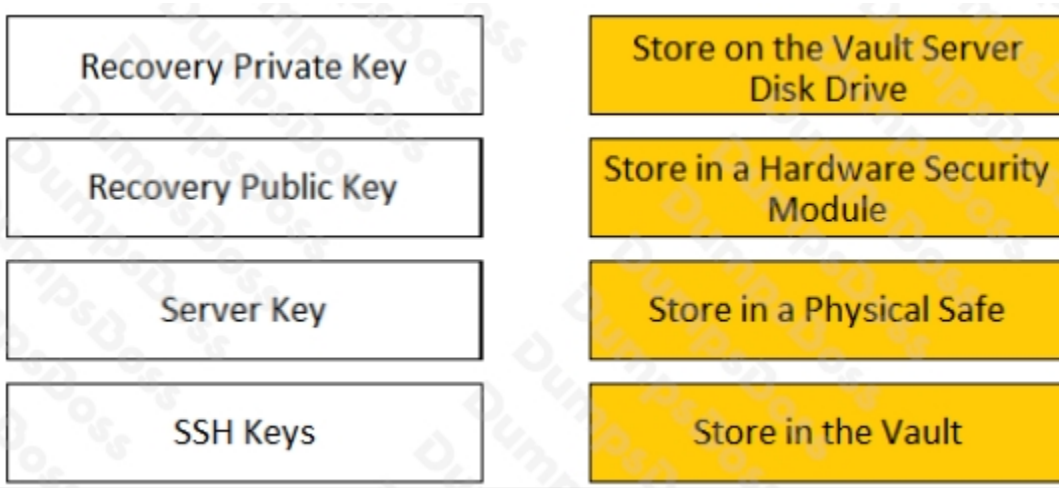 Recovery Private Key
Store on the Vault Server
Disk Drive
Recovery Public Key
Store in a Hardware Security
Module
Server Key
Store in a Physical Safe
SSH Keys
Store in the Vault
DumpsDoss